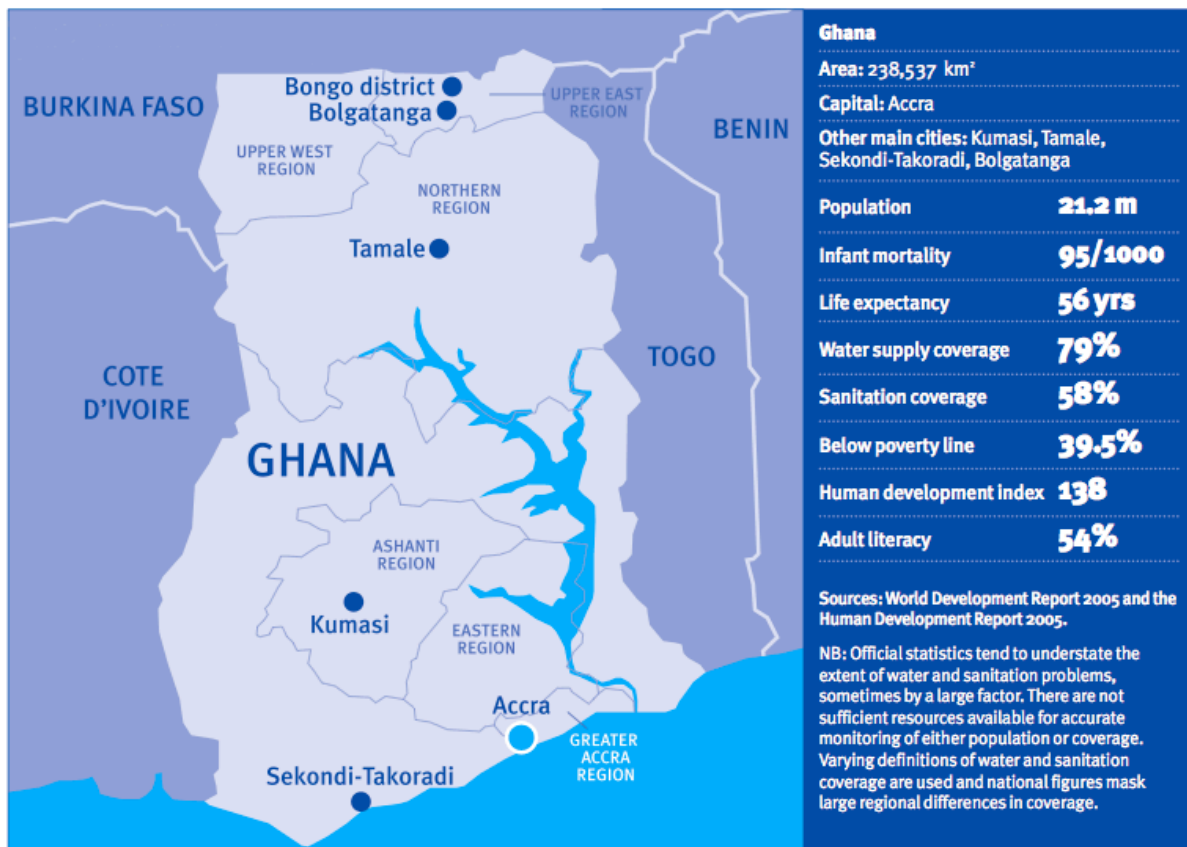 BURKINA FASO
Bongo district
Bolgatanga
UPPER EAST
REGION
BENIN
UPPER WEST
REGION
NORTHERN
REGION
Tamale
COTE
D'IVOIRE
TOGO
GHANA
ASHANTI
REGION
Kumasi
EASTERN
REGION
Accra
GREATER
ACCRA
REGION
Sekondi-Takoradi
Ghana
Area: 238,537 km²
Capital: Accra
Other main cities: Kumasi, Tamale,
Sekondi-Takoradi, Bolgatanga
Population 21.2 m
Infant mortality 95/1000
Life expectancy 56 yrs
Water supply coverage 79%
Sanitation coverage 58%
Below poverty line 39.5%
Human development index 138
Adult literacy 54%
Sources: World Development Report 2005 and the
Human Development Report 2005.
NB: Official statistics tend to understate the
extent of water and sanitation problems,
sometimes by a large factor. There are not
sufficient resources available for accurate
monitoring of either population or coverage.
Varying definitions of water and sanitation
coverage are used and national figures mask
large regional differences in coverage.